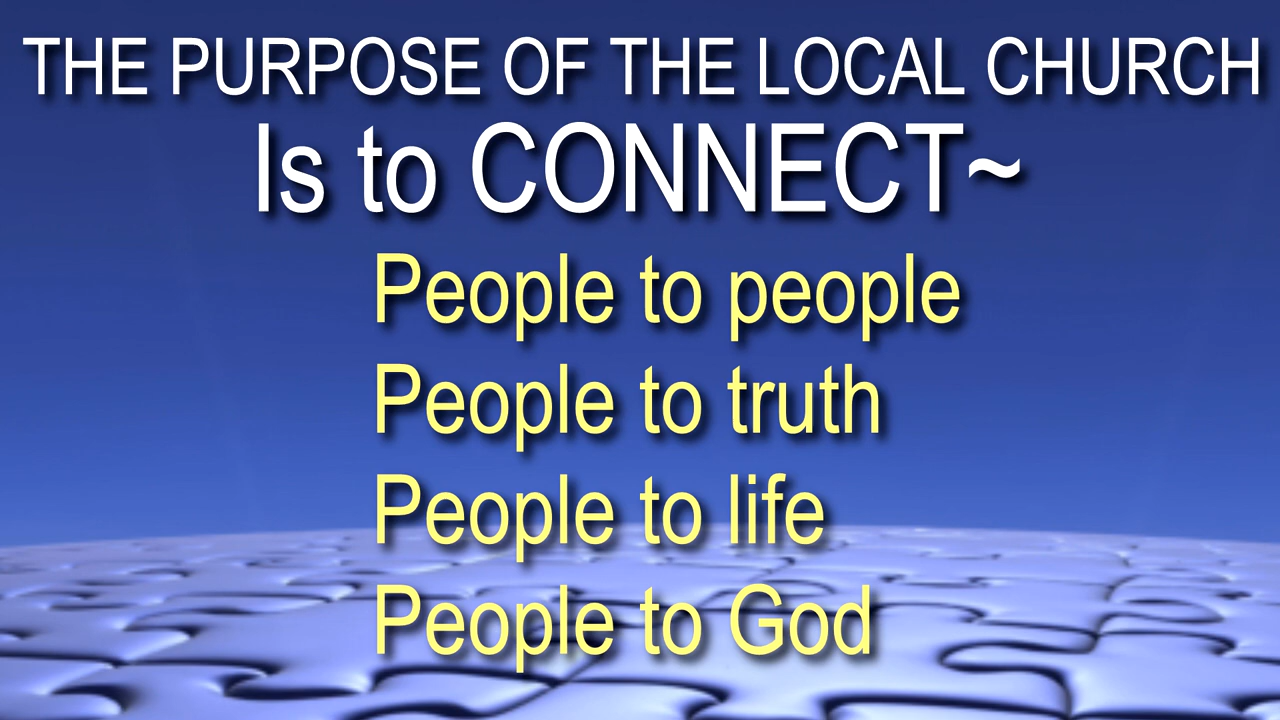 THE PURPOSE OF THE LOCAL CHURCH
Is to CONNECT~
People to people
People to truth
People to life
People to God